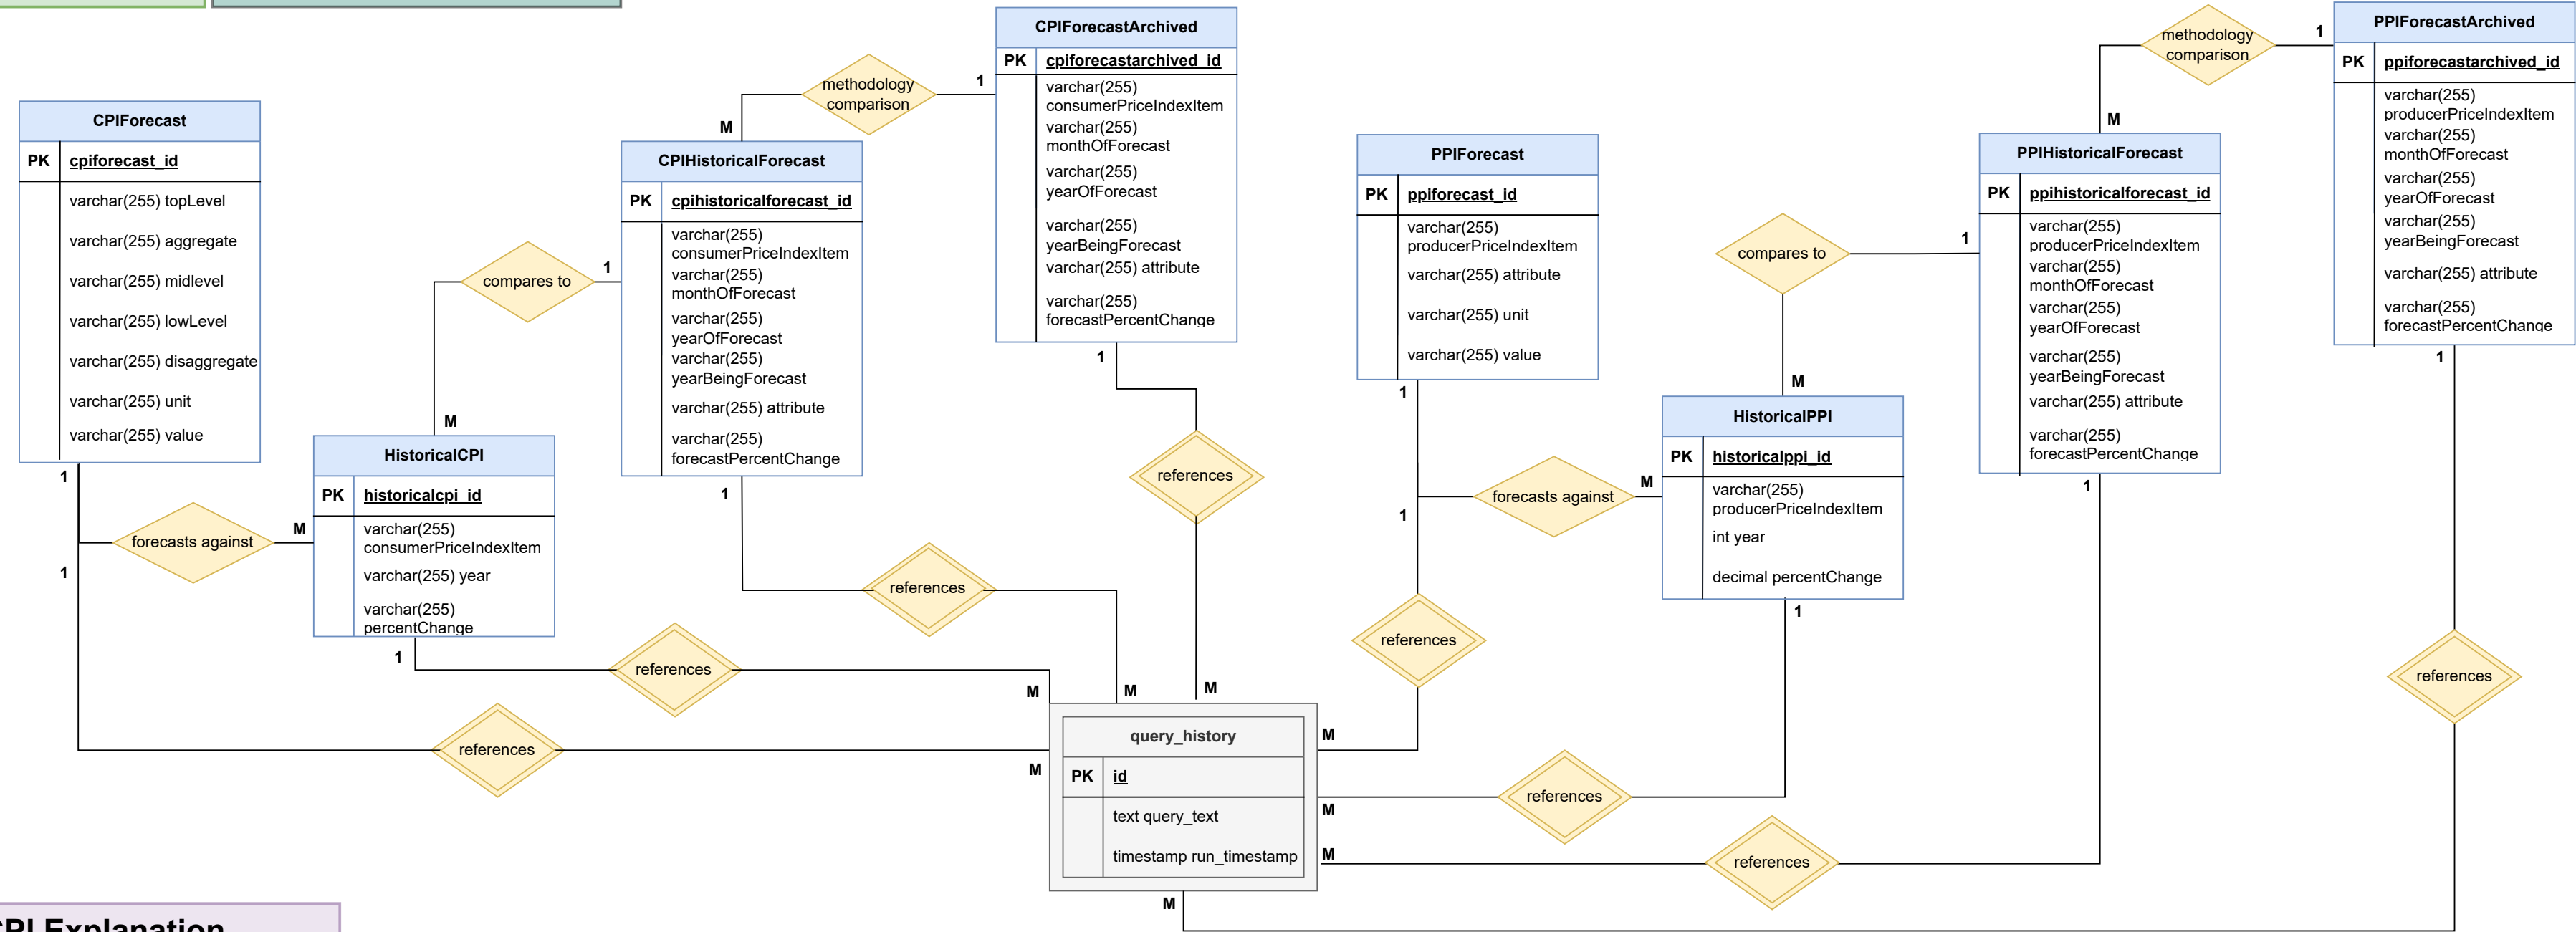 CPIForecast
PK cpiforecast_id
varchar(255) topLevel
varchar(255) aggregate
varchar(255) midlevel
varchar(255) lowLevel
varchar(255) disaggregate
varchar(255) unit
varchar(255) value
1
1
forecasts against
M
HistoricalCPI
PK historicalcpi_id
varchar(255)
consumerPriceIndexItem
varchar(255) year
varchar(255)
percentChange
1
M
compares to
1
CPIHistoricalForecast
PK cpihistoricalforecast_id
varchar(255)
consumerPriceIndexItem
varchar(255)
monthOfForecast
varchar(255)
yearOfForecast
varchar(255)
yearBeingForecast
varchar(255) attribute
varchar(255)
forecastPercentChange
1
M
methodology
comparison
1
CPIForecastArchived
PK cpiforecastarchived_id
varchar(255)
consumerPriceIndexItem
varchar(255)
monthOfForecast
varchar(255)
yearOfForecast
varchar(255)
yearBeingForecast
varchar(255) attribute
varchar(255)
forecastPercentChange
1
references
references
references
references
M
M
M
M
PPIForecast
PK ppiforecast_id
varchar(255)
producerPriceIndexItem
varchar(255) attribute
varchar(255) unit
varchar(255) value
1
1
forecasts against
M
HistoricalPPI
PK historicalppi_id
varchar(255)
producerPriceIndexItem
int year
decimal percentChange
1
M
compares to
1
PPIHistoricalForecast
PK ppihistoricalforecast_id
varchar(255)
producerPriceIndexItem
varchar(255)
monthOfForecast
varchar(255)
yearOfForecast
varchar(255)
yearBeingForecast
varchar(255) attribute
varchar(255)
forecastPercentChange
1
M
methodology
comparison
1
PPIForecastArchived
PK ppiforecastarchived_id
varchar(255)
producerPriceIndexItem
varchar(255)
monthOfForecast
varchar(255)
yearOfForecast
varchar(255)
yearBeingForecast
varchar(255) attribute
varchar(255)
forecastPercentChange
1
references
references
references
references
query_history
PK id
text query_text
timestamp run_timestamp
M
M
M
M
CPI Explanation